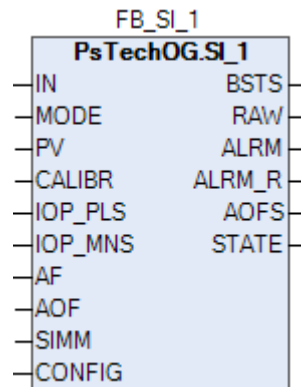 FB_SI_1
PsTechOG.SI_1
IN BSTS
MODE RAW
PV ALRM
CALIBR ALRM_R
IOP_PLS AOFS
IOP_MNS STATE
AF
AOF
SIMM
CONFIG